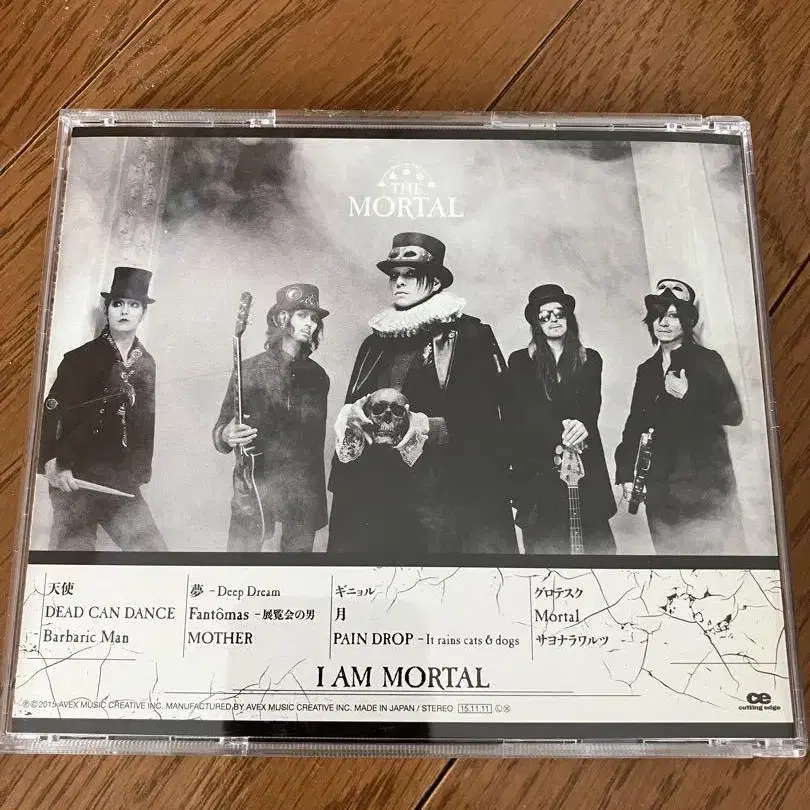 THE
MORTAL
天使
DEAD CAN DANCE
Barbaric Man
夢 - Deep Dream
Fantômas - 展覧会の男
MOTHER
ギニョル
月
PAIN DROP - It rains cats & dogs
グロテスク
Mortal
サヨナラワルツ
I AM MORTAL
Ⓟ©2015 AVEX MUSIC CREATIVE INC. MANUFACTURED BY AVEX MUSIC CREATIVE INC. MADE IN JAPAN / STEREO 15.11.11 Ⓛ Ⓧ
ce
cutting edge